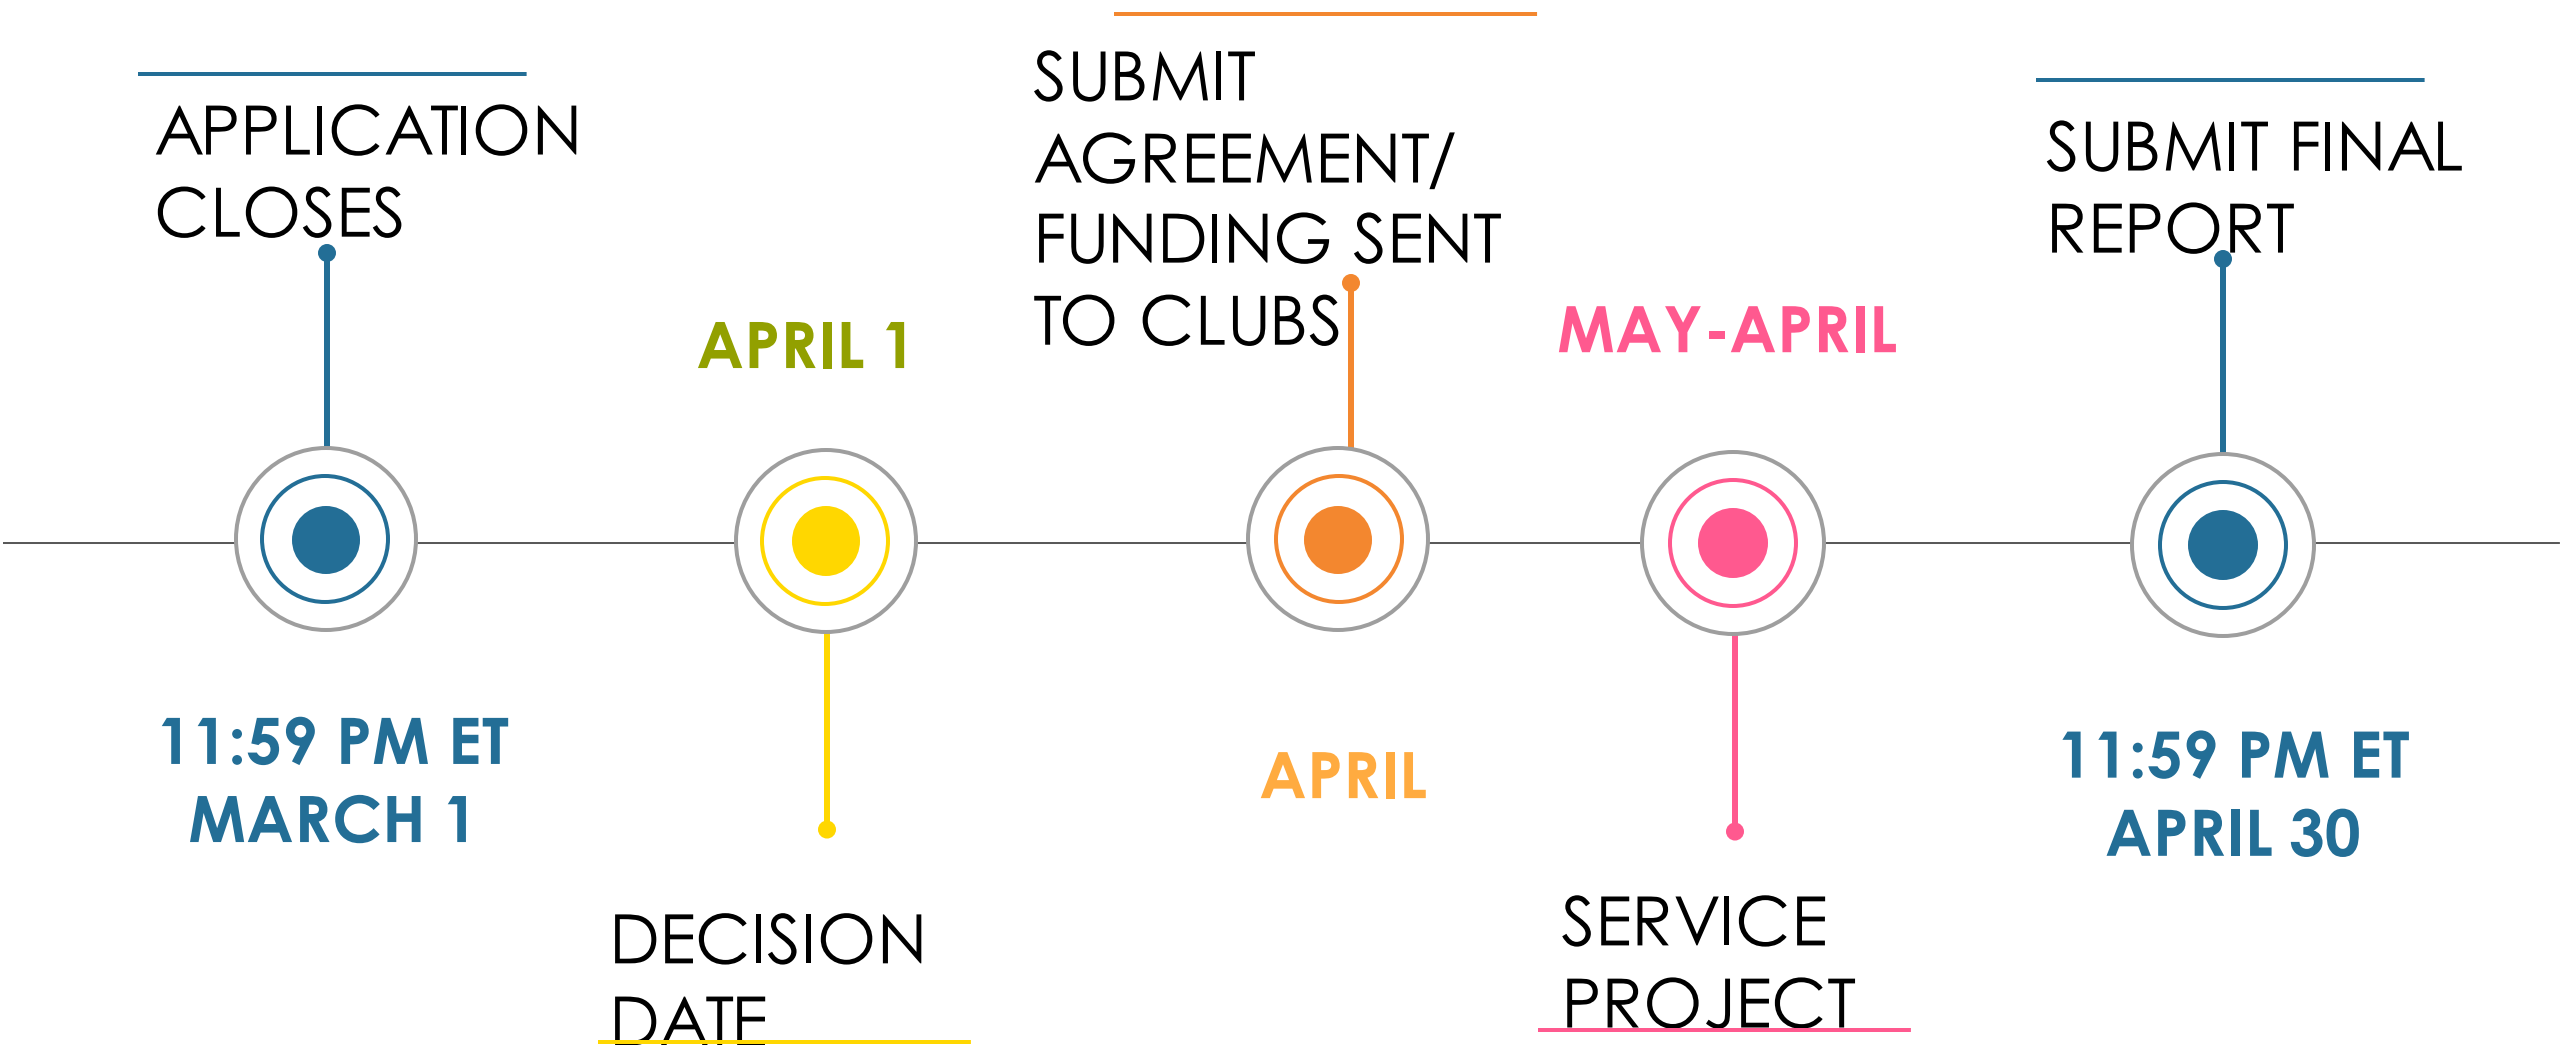 APPLICATION
CLOSES
11:59 PM ET
MARCH 1
APRIL 1
DECISION
DATE
SUBMIT
AGREEMENT/
FUNDING SENT
TO CLUBS
APRIL
MAY-APRIL
SERVICE
PROJECT
SUBMIT FINAL
REPORT
11:59 PM ET
APRIL 30